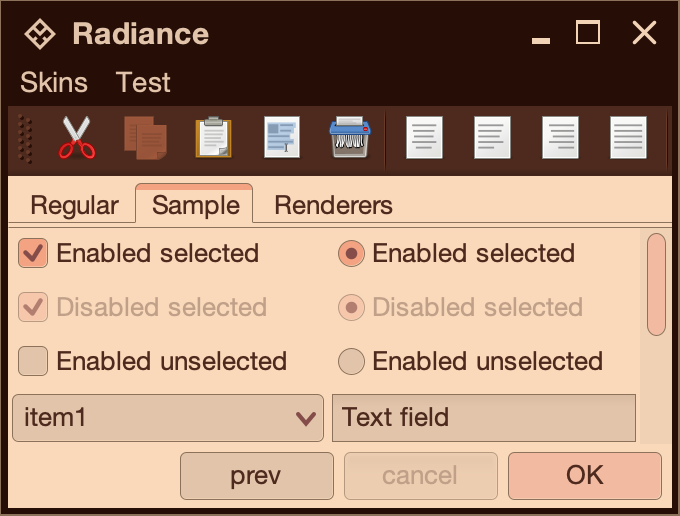 Radiance
Skins Test
Regular Sample Renderers
Enabled selected Enabled selected
Disabled selected Disabled selected
Enabled unselected Enabled unselected
item1 Text field
prev cancel OK